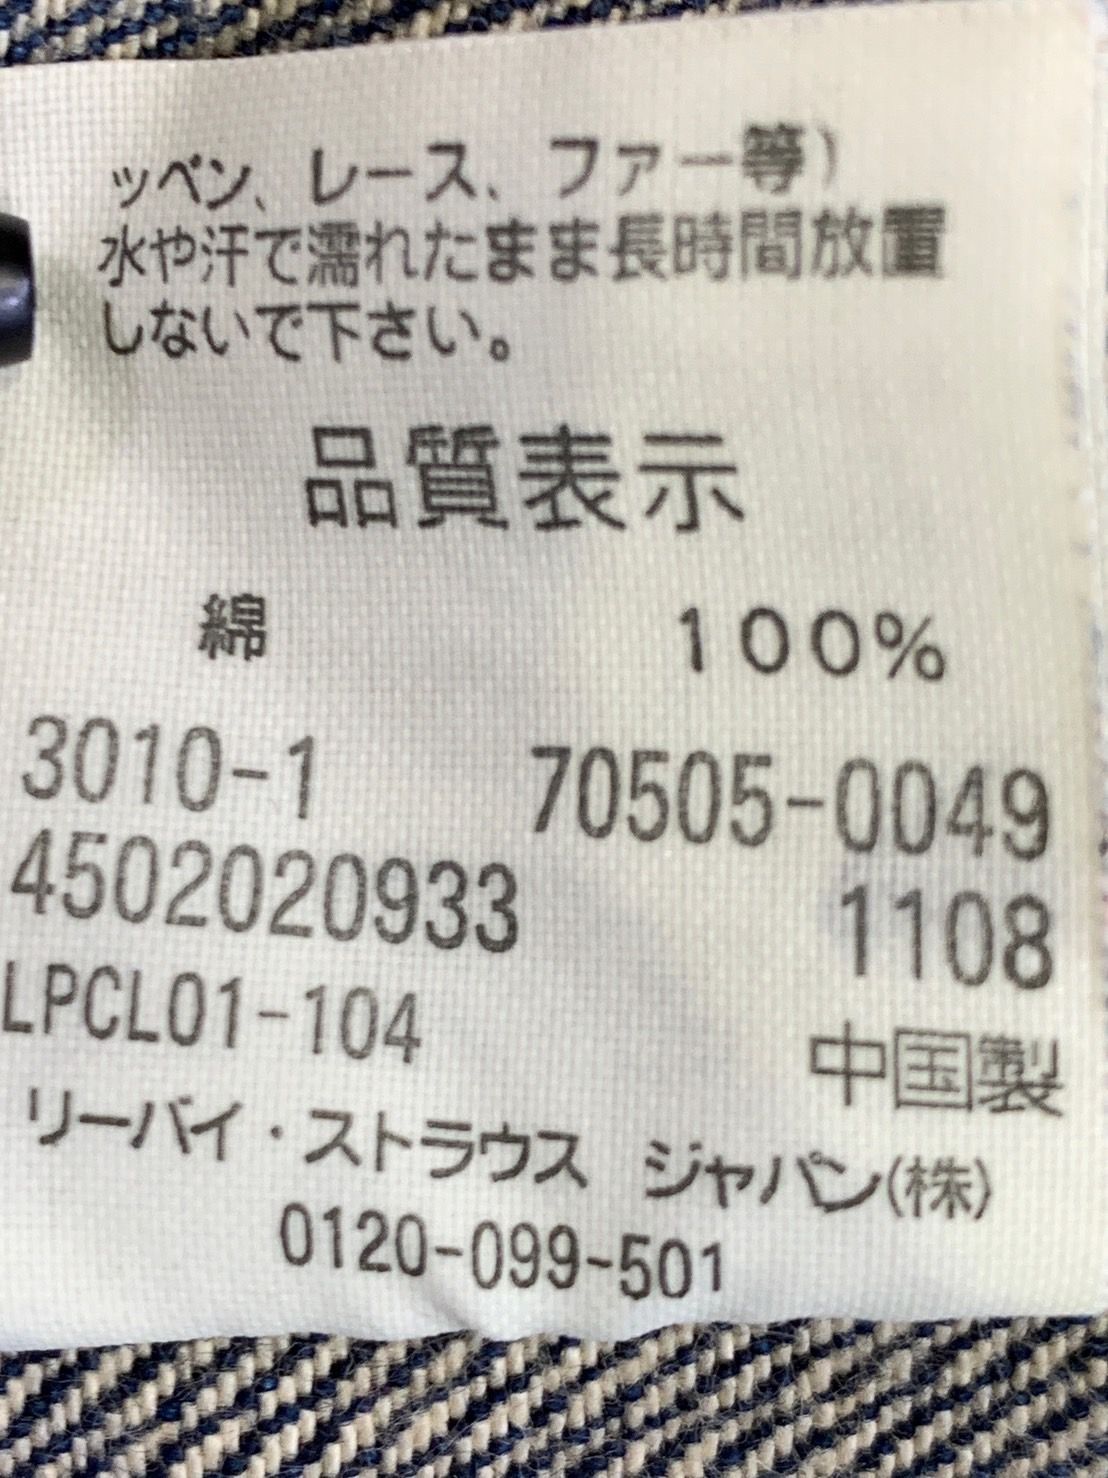 ッペン、レース、ファー等)
水や汗で濡れたまま長時間放置
しないで下さい。
品質表示
綿 100%
3010-1 70505-0049
4502020933 1108
LPCL01-104 中国製
リーバイ・ストラウス ジャパン(株)
0120-099-501